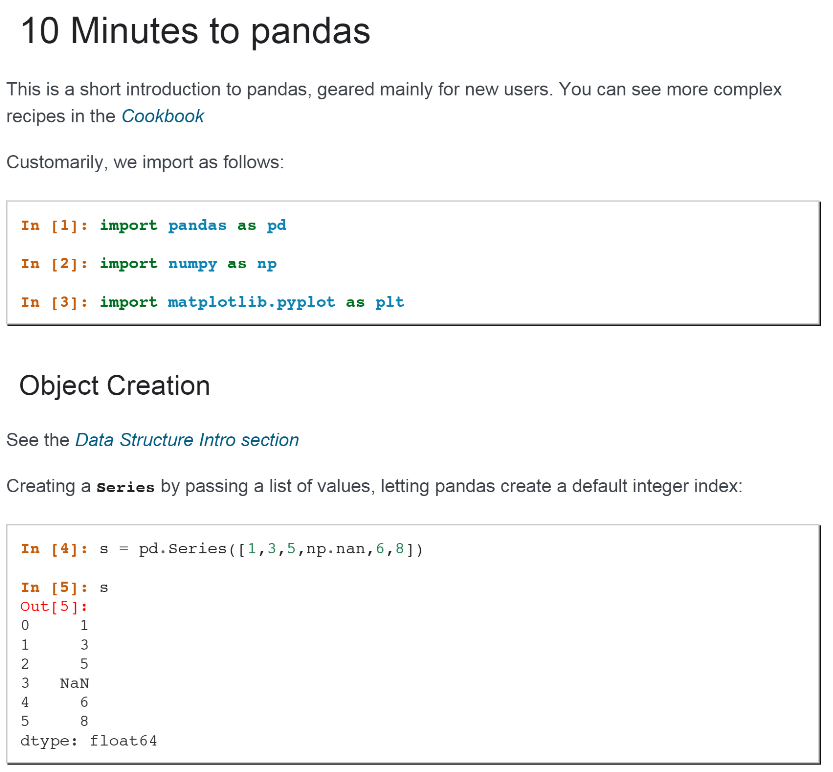 10 Minutes to pandas
This is a short introduction to pandas, geared mainly for new users. You can see more complex
recipes in the Cookbook
Customarily, we import as follows:
In [1]: import pandas as pd
In [2]: import numpy as np
In [3]: import matplotlib.pyplot as plt
Object Creation
See the Data Structure Intro section
Creating a Series by passing a list of values, letting pandas create a default integer index:
In [4]: s = pd.Series([1,3,5,np.nan,6,8])
In [5]: s
Out[5]:
0 1
1 3
2 5
3 NaN
4 6
5 8
dtype: float64